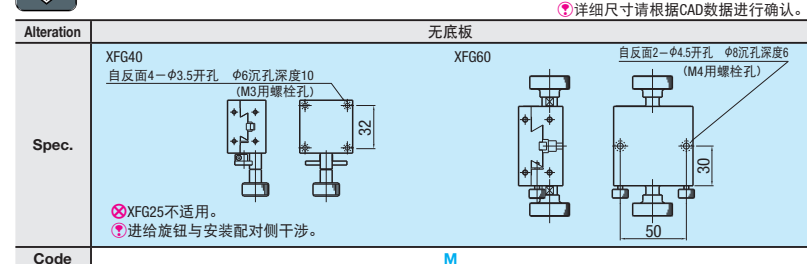 详细尺寸请根据CAD数据进行确认。
Alteration
无底板
Spec.
XFG40
自反面4－Φ3.5开孔 Φ6沉孔深度10
(M3用螺栓孔)
32
XFG25不适用。
进给旋钮与安装配对侧干涉。
XFG60
自反面2－Φ4.5开孔 Φ8沉孔深度6
(M4用螺栓孔)
30
50
Code
M